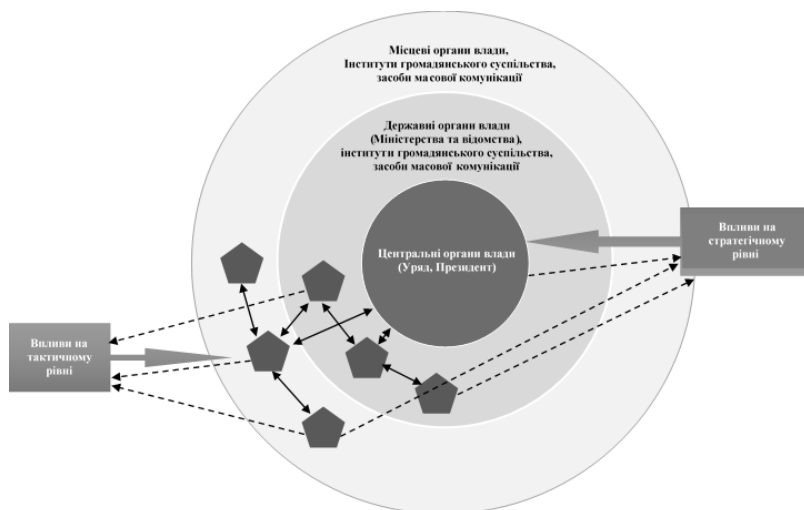 Місцеві органи влади,
Інститути громадянського суспільства,
засоби масової комунікації
Державні органи влади
(Міністерства та відомства),
інститути громадянського суспільства,
засоби масової комунікації
Центральні органи влади
(Уряд, Президент)
Впливи на
стратегічному
рівні
Впливи на
тактичному
рівні